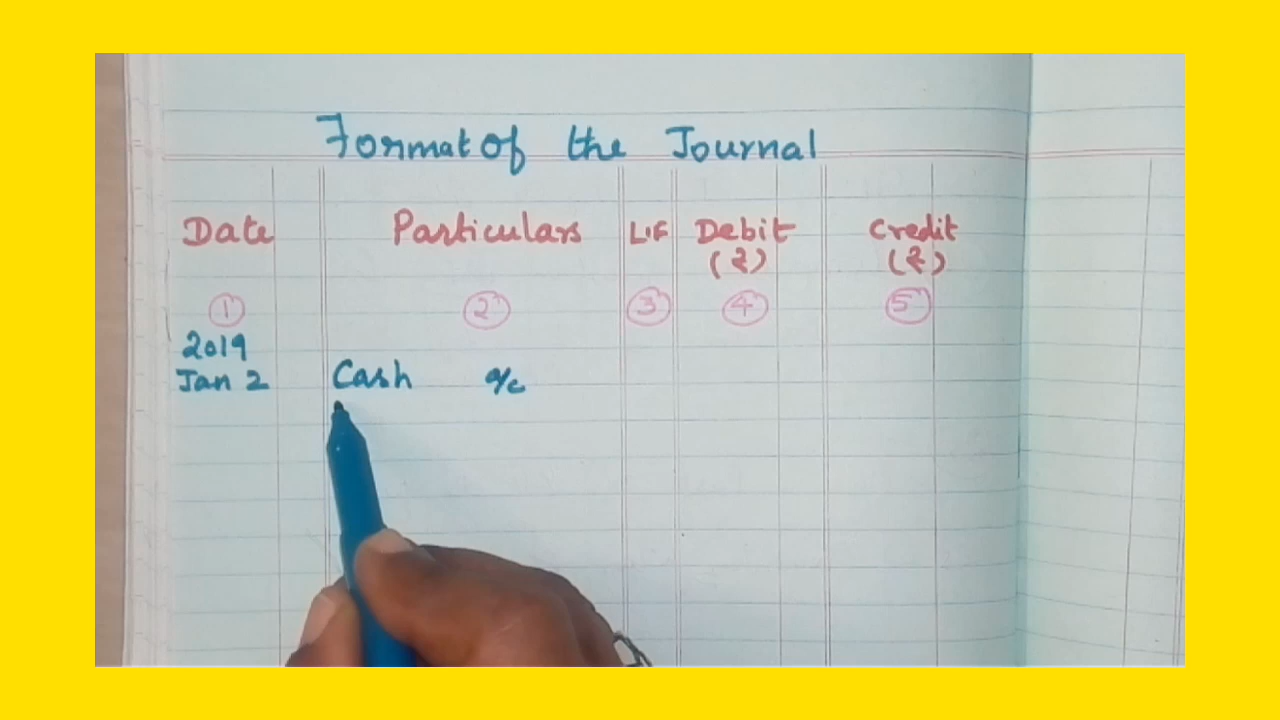 Format of the Journal
Date Particulars L.F Debit Credit
(₹) (₹)
1 2 3 4 5
2019
Jan 2 Cash a/c